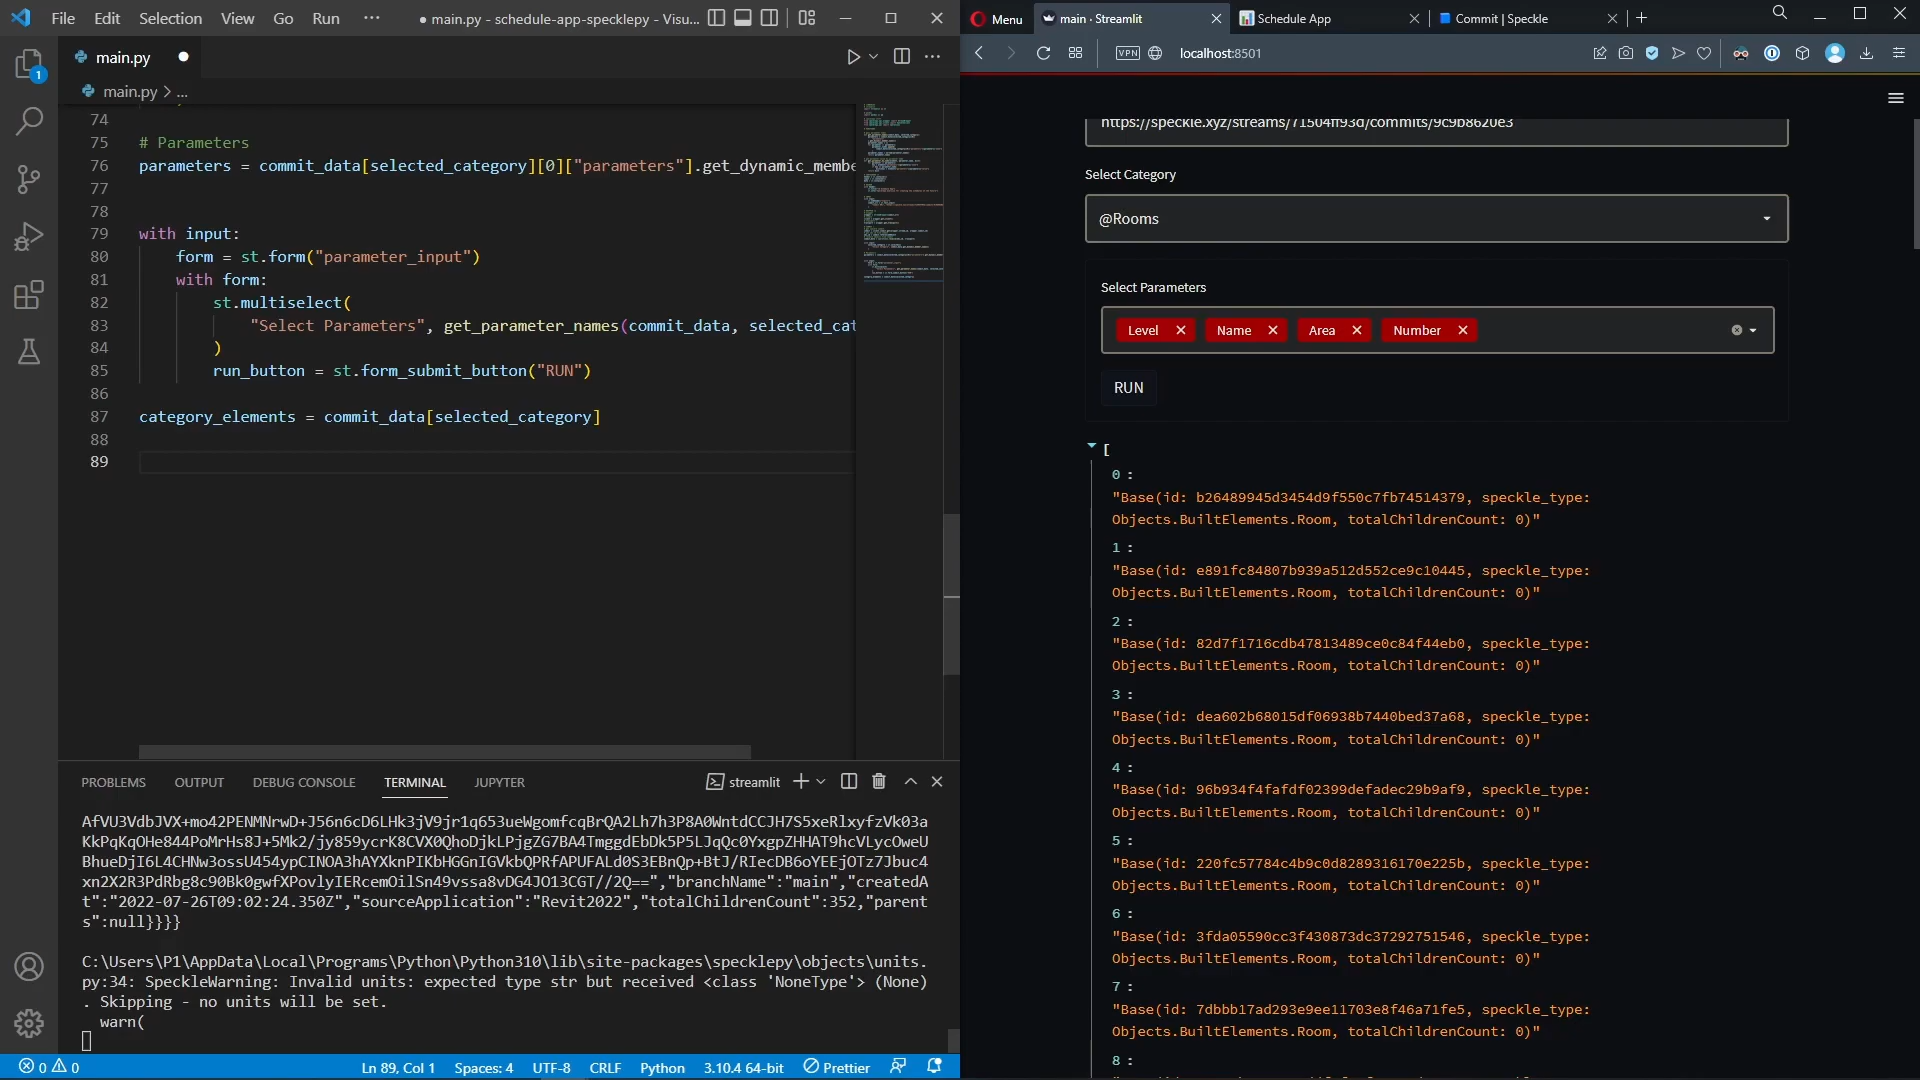 File Edit Selection View Go Run ··· ● main.py - schedule-app-specklepy - Visu...
main.py
main.py > ...
74
75 # Parameters
76 parameters = commit_data[selected_category][0]["parameters"].get_dynamic_membe
77
78
79 with input:
80 form = st.form("parameter_input")
81 with form:
82 st.multiselect(
83 "Select Parameters", get_parameter_names(commit_data, selected_cat
84 )
85 run_button = st.form_submit_button("RUN")
86
87 category_elements = commit_data[selected_category]
88
89
1
PROBLEMS OUTPUT DEBUG CONSOLE TERMINAL JUPYTER streamlit
AfVU3VdbJVX+mo42PENMNrwD+J56n6cD6LHk3jV9jr1q653ueWgomfcqBrQA2Lh7h3P8A0WntdCCJH7S5xeRlxyfzVk03a
KkPqKqOHe844PoMrHs8J+5Mk2/jy859ycrK8CVX0QhoDjkLPjgZG7BA4TmggdEbDk5P5LJqQc0YxgpZHHAT9hcVLycOweU
BhueDjI6L4CHNw3ossU454ypCINOA3hAYXknPIKbHGGnIGVkbQPRfAPUFALd0S3EBnQp+BtJ/RIecDB6oYEEjOTz7Jbuc4
xn2X2R3PdRbg8c90Bk0gwfXPovlyIERcemOilSn49vssa8vDG4JO13CGT//2Q==","branchName":"main","createdA
t":"2022-07-26T09:02:24.350Z","sourceApplication":"Revit2022","totalChildrenCount":352,"parent
s":null}}}}
C:\Users\P1\AppData\Local\Programs\Python\Python310\lib\site-packages\specklepy\objects\units.
py:34: SpeckleWarning: Invalid units: expected type str but received <class 'NoneType'> (None)
. Skipping - no units will be set.
warn(
0 0 Ln 89, Col 1 Spaces: 4 UTF-8 CRLF Python 3.10.4 64-bit Prettier
Menu main · Streamlit Schedule App Commit | Speckle
VPN localhost:8501
https://speckle.xyz/streams/71504ff93d/commits/9c9b8620e3
Select Category
@Rooms
Select Parameters
Level Name Area Number
RUN
[
0 :
"Base(id: b26489945d3454d9f550c7fb74514379, speckle_type:
Objects.BuiltElements.Room, totalChildrenCount: 0)"
1 :
"Base(id: e891fc84807b939a512d552ce9c10445, speckle_type:
Objects.BuiltElements.Room, totalChildrenCount: 0)"
2 :
"Base(id: 82d7f1716cdb47813489ce0c84f44eb0, speckle_type:
Objects.BuiltElements.Room, totalChildrenCount: 0)"
3 :
"Base(id: dea602b68015df06938b7440bed37a68, speckle_type:
Objects.BuiltElements.Room, totalChildrenCount: 0)"
4 :
"Base(id: 96b934f4fafdf02399defadec29b9af9, speckle_type:
Objects.BuiltElements.Room, totalChildrenCount: 0)"
5 :
"Base(id: 220fc57784c4b9c0d8289316170e225b, speckle_type:
Objects.BuiltElements.Room, totalChildrenCount: 0)"
6 :
"Base(id: 3fda05590cc3f430873dc37292751546, speckle_type:
Objects.BuiltElements.Room, totalChildrenCount: 0)"
7 :
"Base(id: 7dbbb17ad293e9ee11703e8f46a71fe5, speckle_type:
Objects.BuiltElements.Room, totalChildrenCount: 0)"
8 :